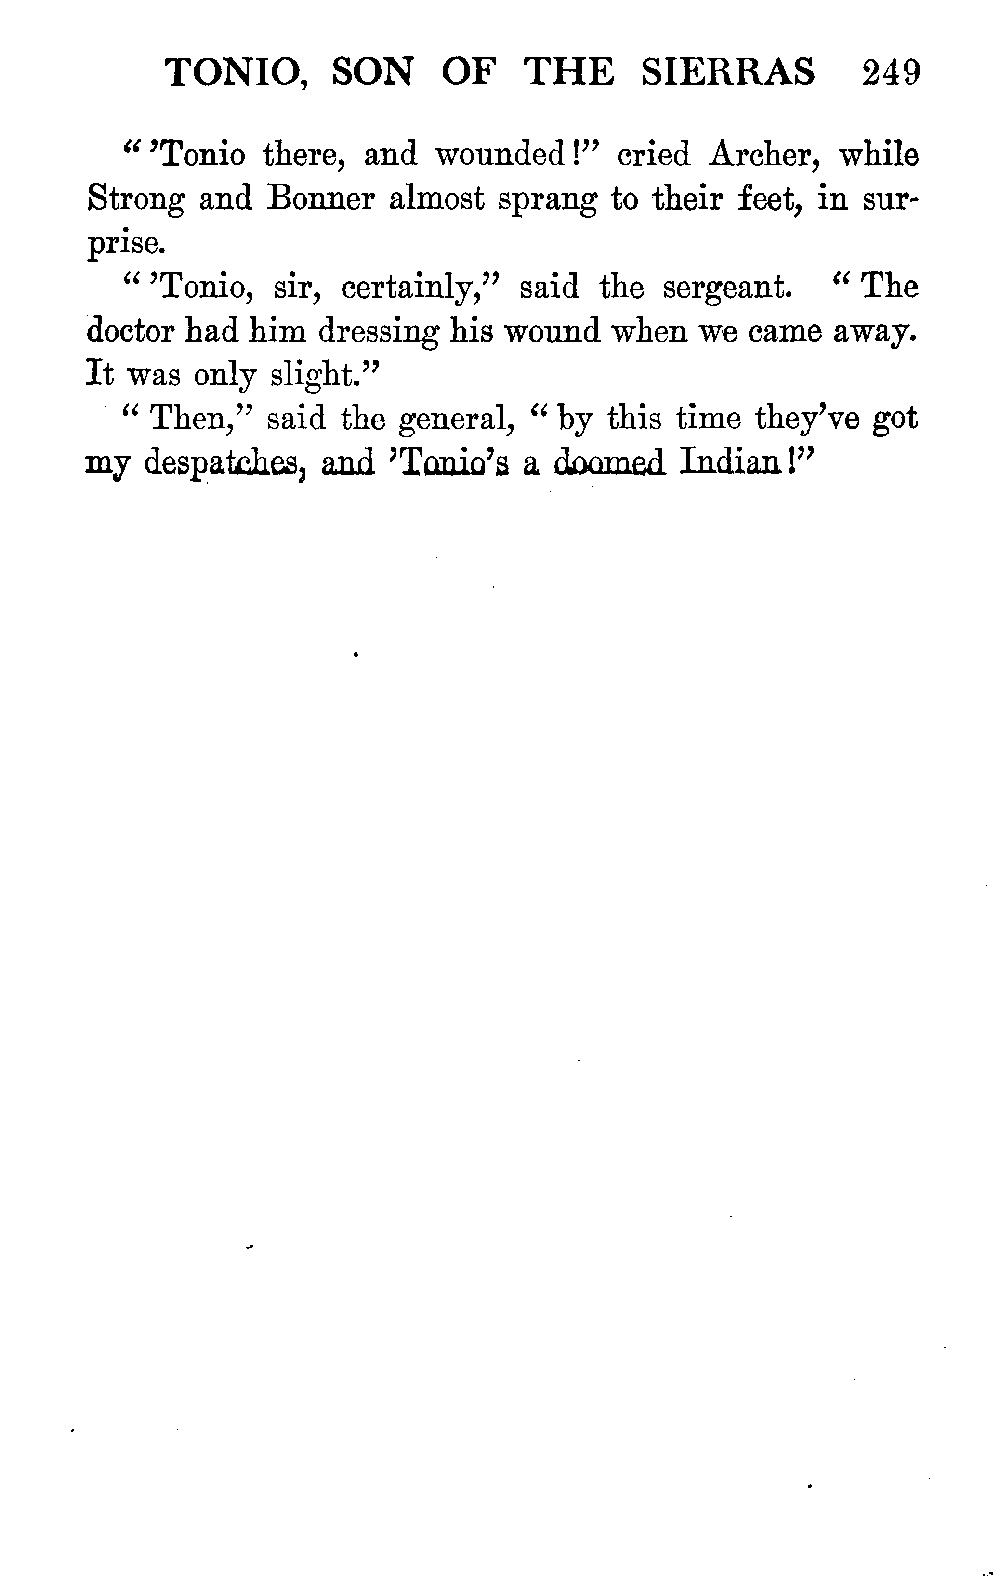 TONIO, SON OF THE SIERRAS 249
“ ’Tonio there, and wounded!” cried Archer, while
Strong and Bonner almost sprang to their feet, in sur-
prise.
“ ’Tonio, sir, certainly,” said the sergeant. “ The
doctor had him dressing his wound when we came away.
It was only slight.”
“ Then,” said the general, “ by this time they’ve got
my despatches, and ’Tonio’s a doomed Indian!”